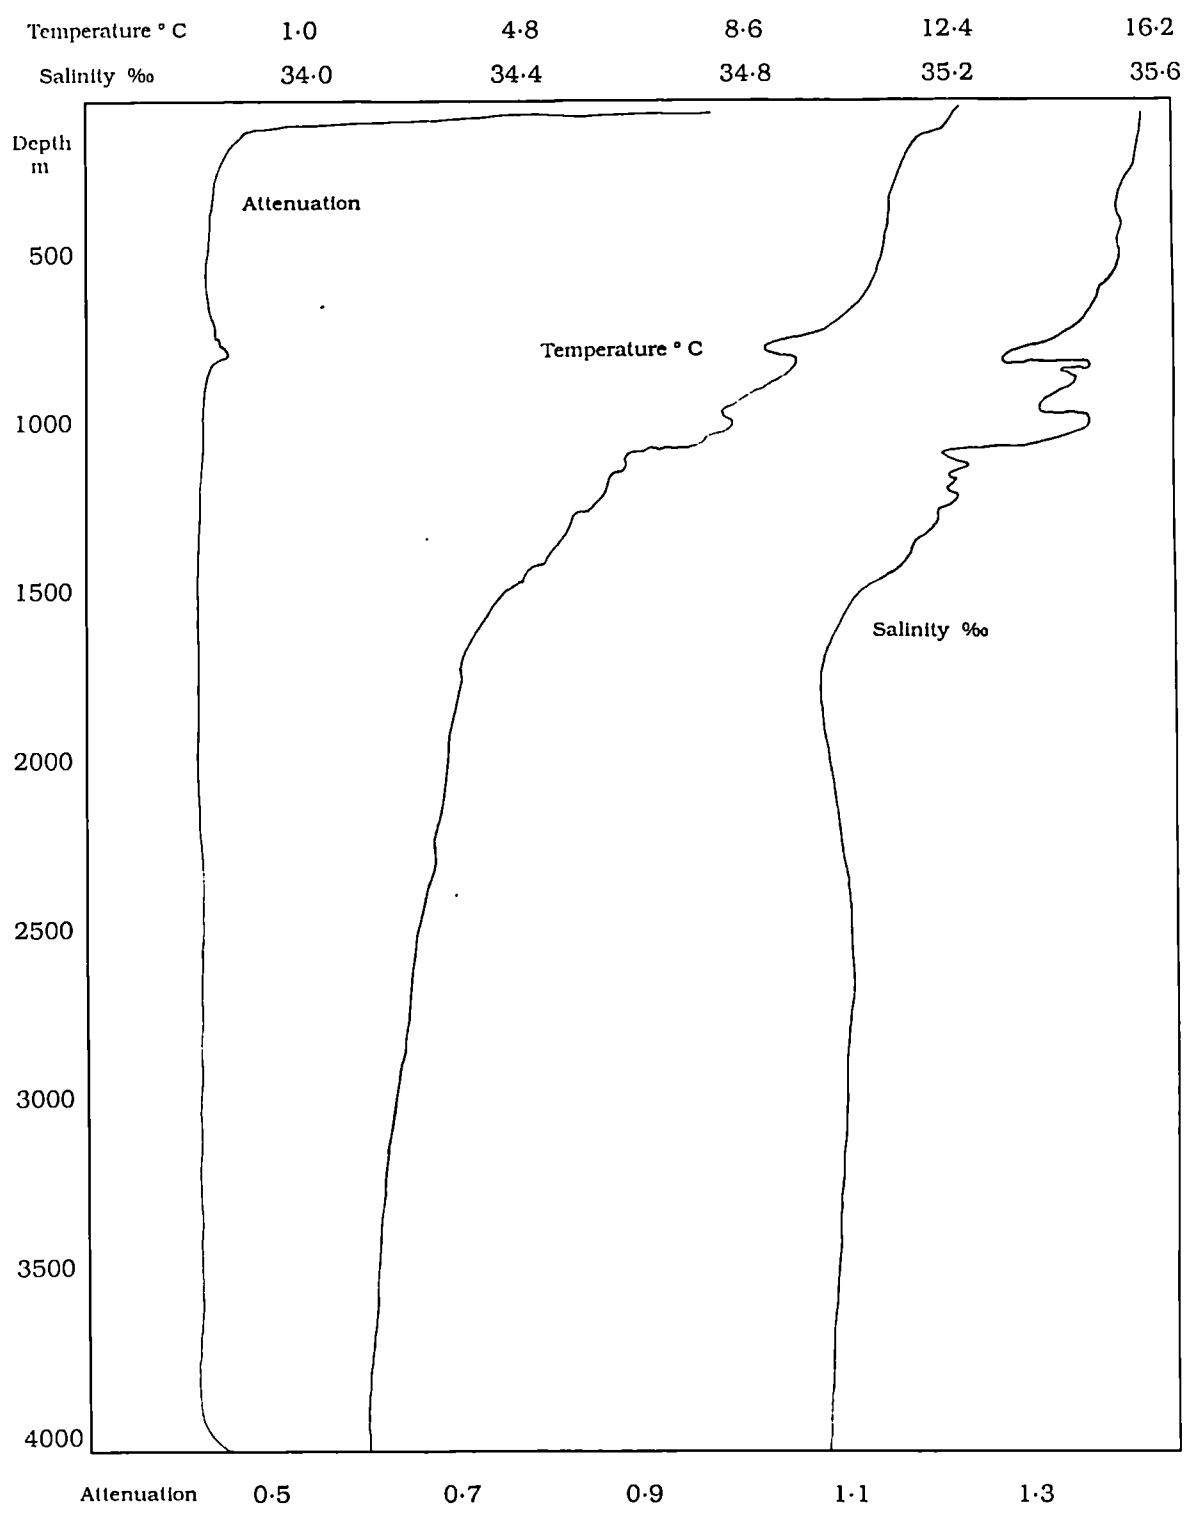 Temperature ° C 1·0 4·8 8·6 12·4 16·2
Salinity ‰ 34·0 34·4 34·8 35·2 35·6
Depth
m
Attenuation
500
Temperature ° C
1000
1500
Salinity ‰
2000
2500
3000
3500
4000
Attenuation 0·5 0·7 0·9 1·1 1·3